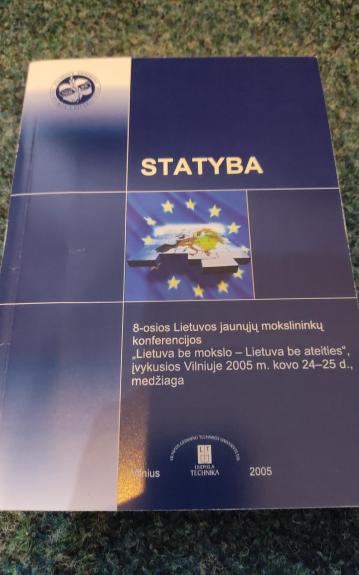 STATYBA
8-osios Lietuvos jaunųjų mokslininkų
konferencijos
„Lietuva be mokslo – Lietuva be ateities“,
įvykusios Vilniuje 2005 m. kovo 24–25 d.,
medžiaga
LEIDYKLA
TECHNIKA
Vilnius 2005